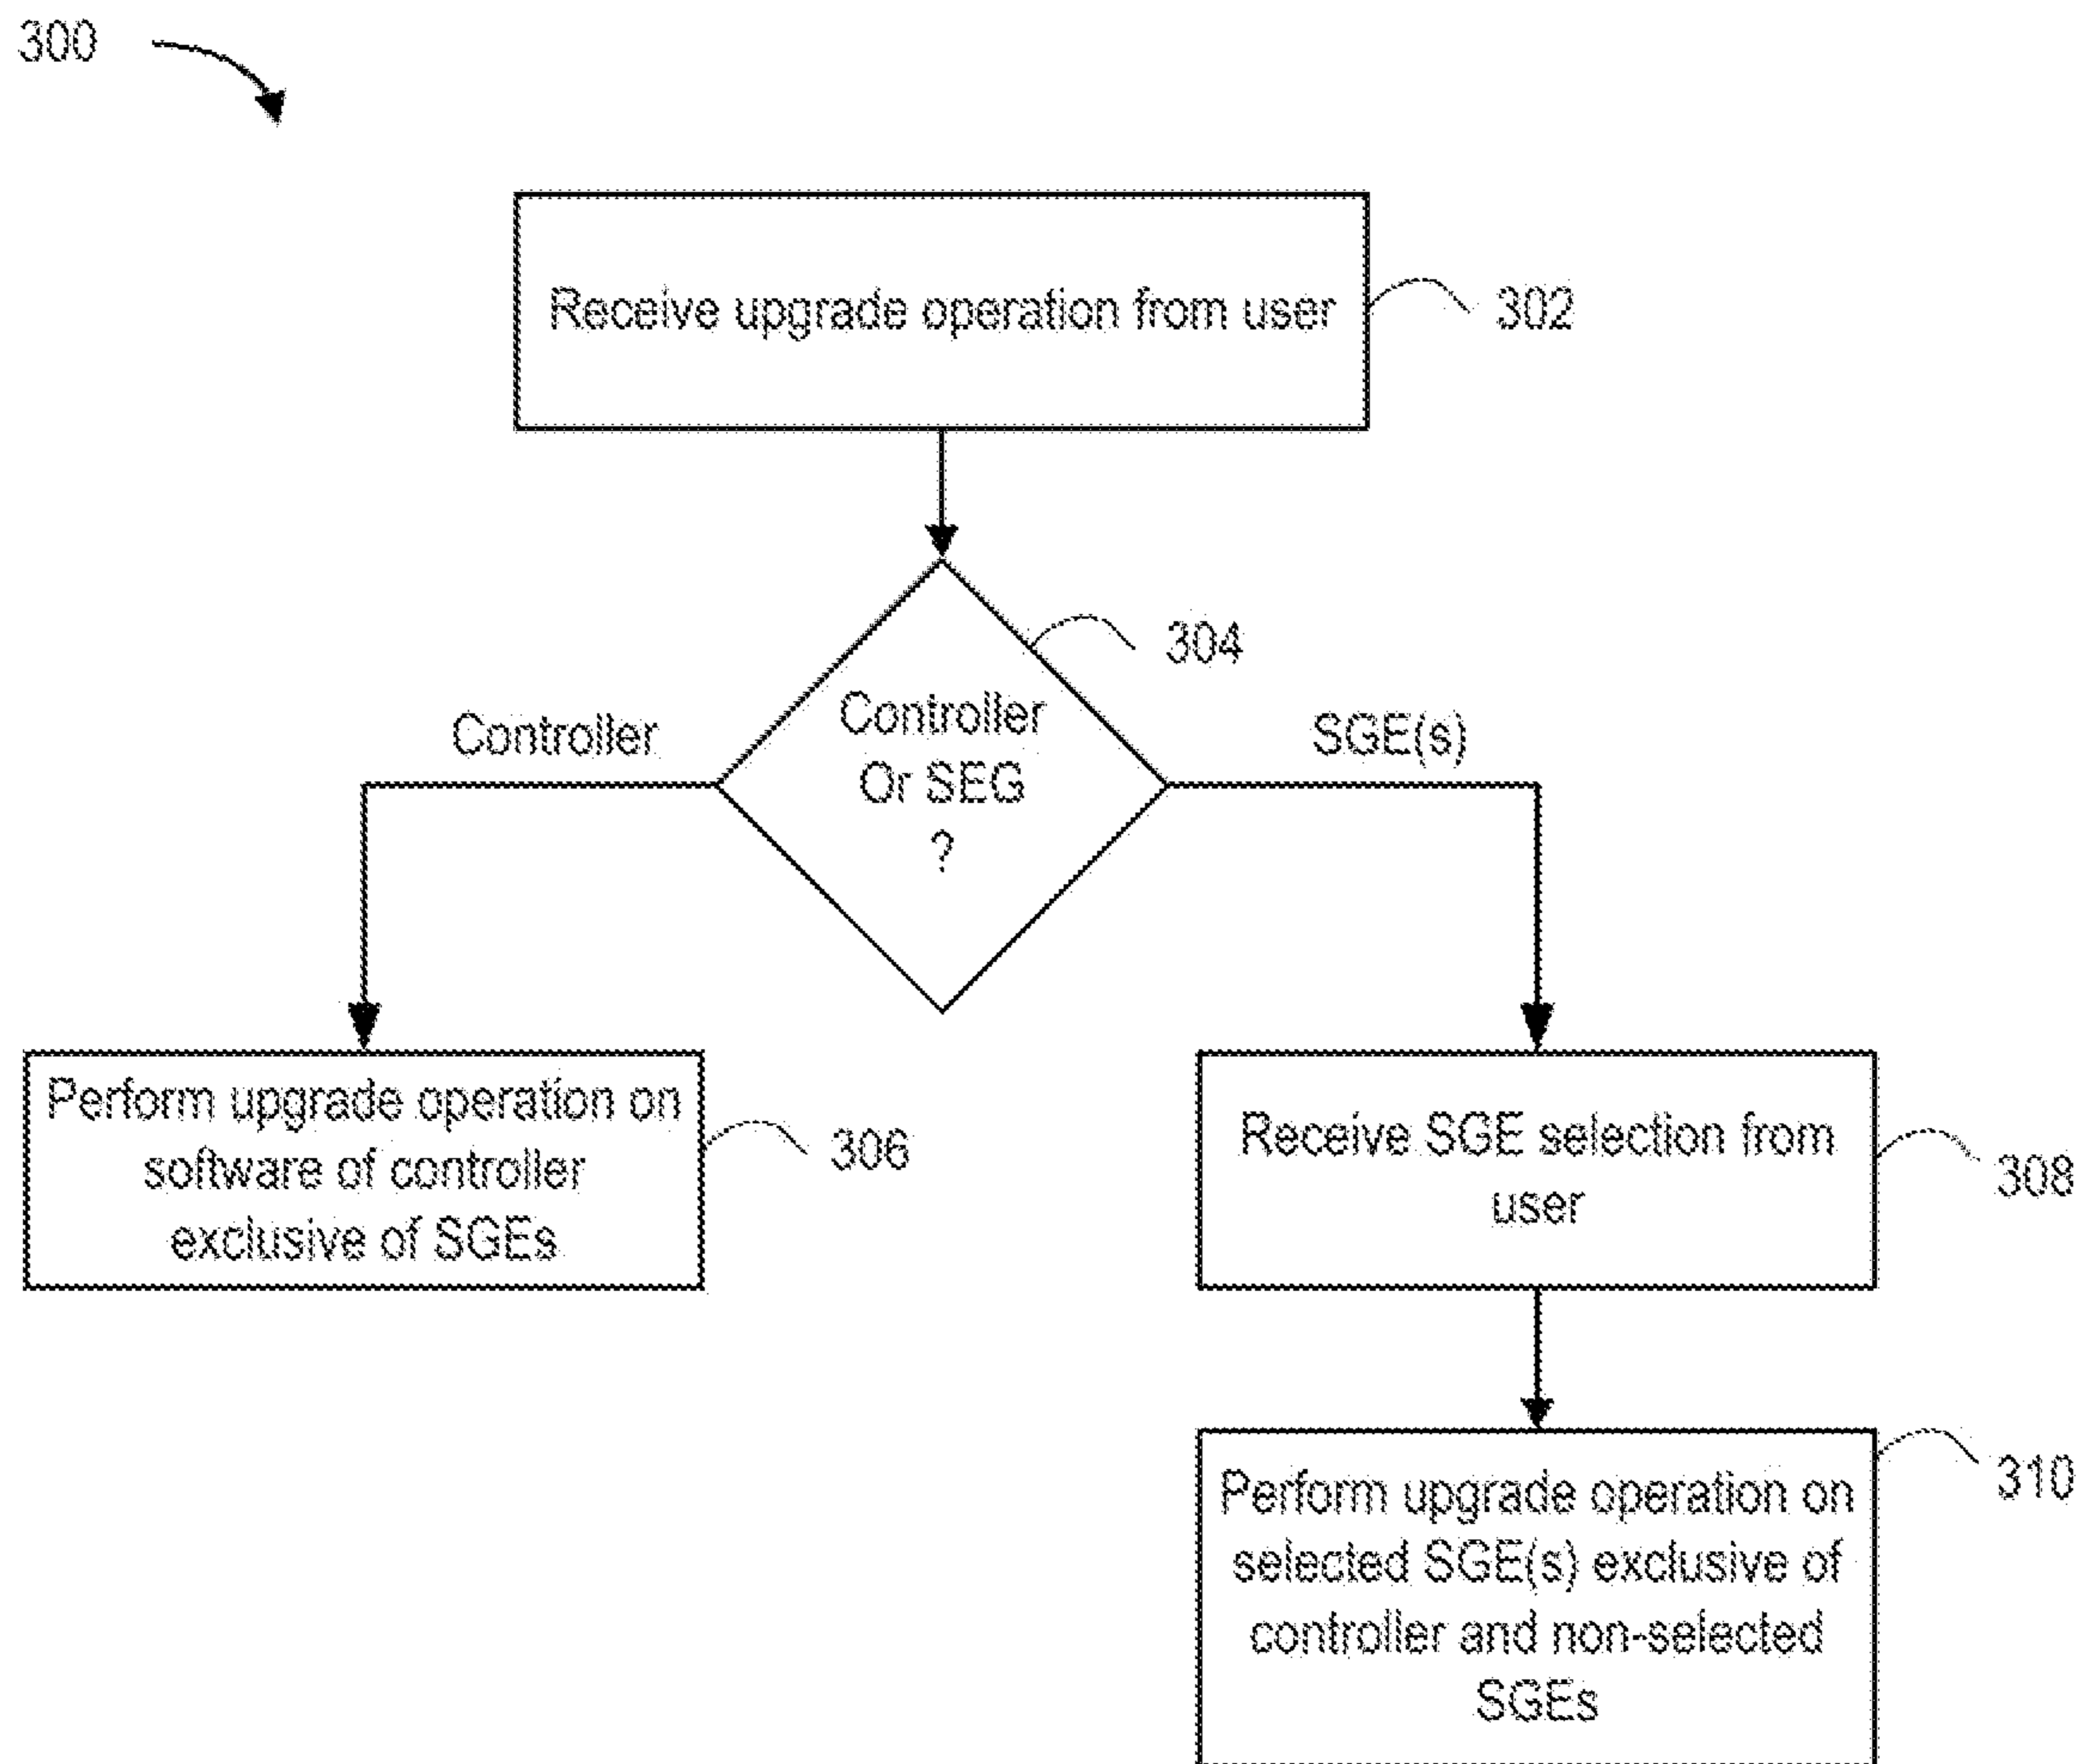 300
Receive upgrade operation from user
302
304
Controller
Or SEG
?
Controller
SGE(s)
Perform upgrade operation on
software of controller
exclusive of SGEs
306
Receive SGE selection from
user
308
Perform upgrade operation on
selected SGE(s) exclusive of
controller and non-selected
SGEs
310